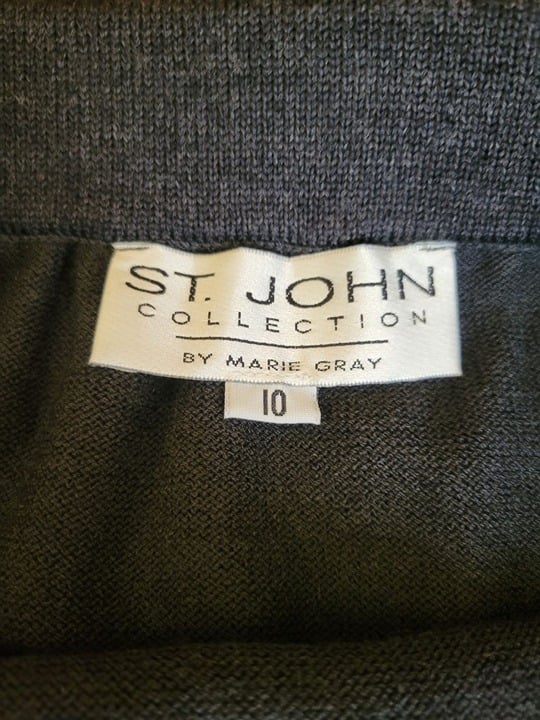 ST. JOHN
COLLECTION
BY MARIE GRAY
10